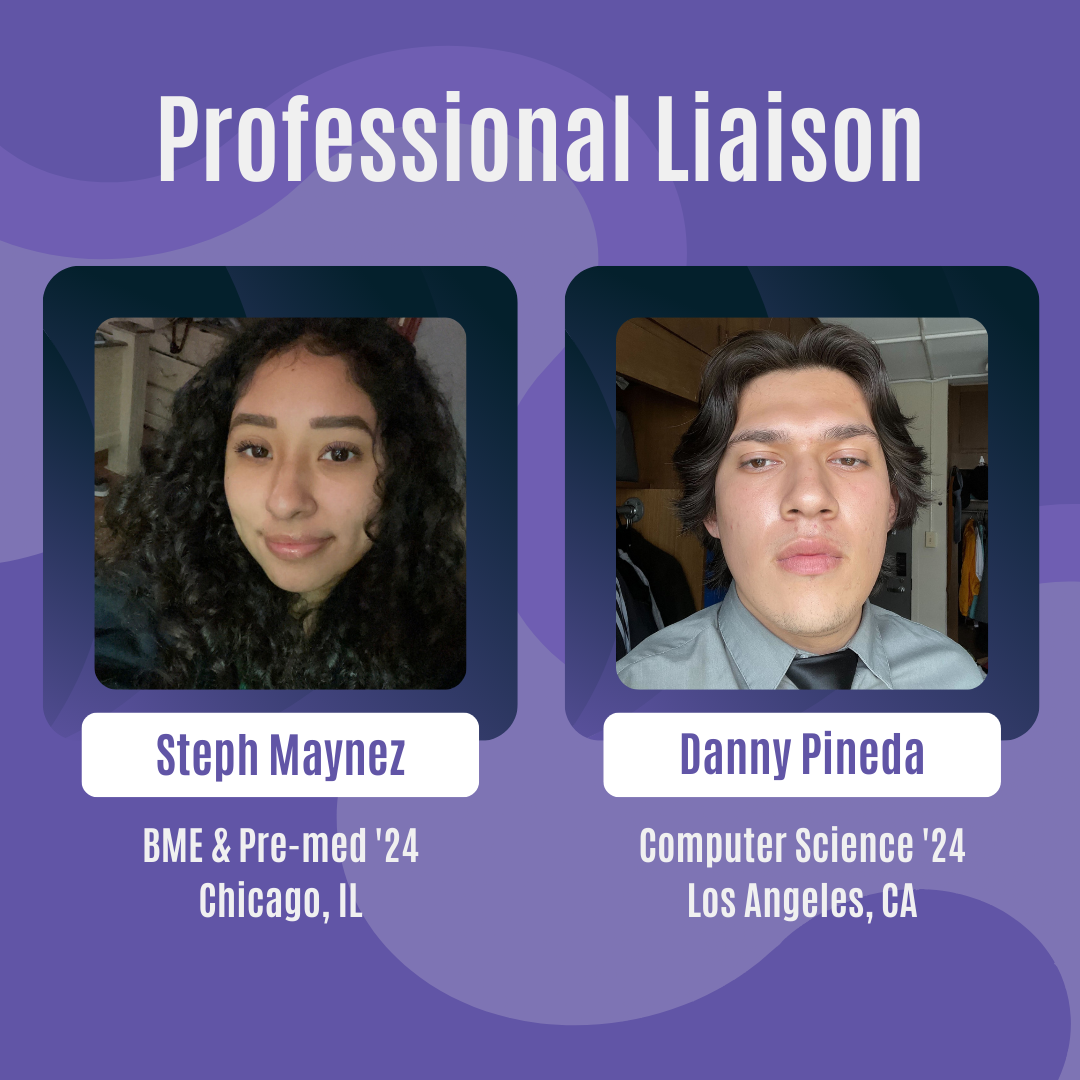 Professional Liaison
Steph Maynez
BME & Pre-med '24
Chicago, IL
Danny Pineda
Computer Science '24
Los Angeles, CA